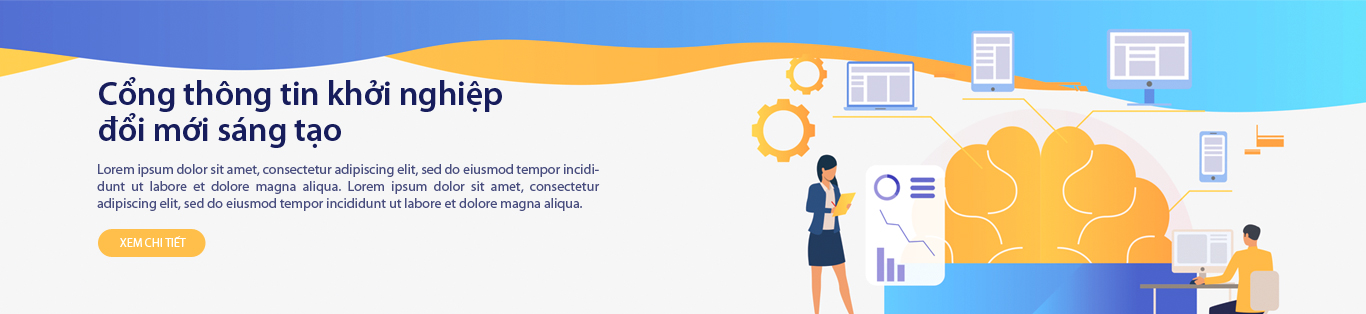 Cổng thông tin khởi nghiệp
đổi mới sáng tạo
Lorem ipsum dolor sit amet, consectetur adipiscing elit, sed do eiusmod tempor incidi-
dunt ut labore et dolore magna aliqua. Lorem ipsum dolor sit amet, consectetur
adipiscing elit, sed do eiusmod tempor incididunt ut labore et dolore magna aliqua.
XEM CHI TIẾT